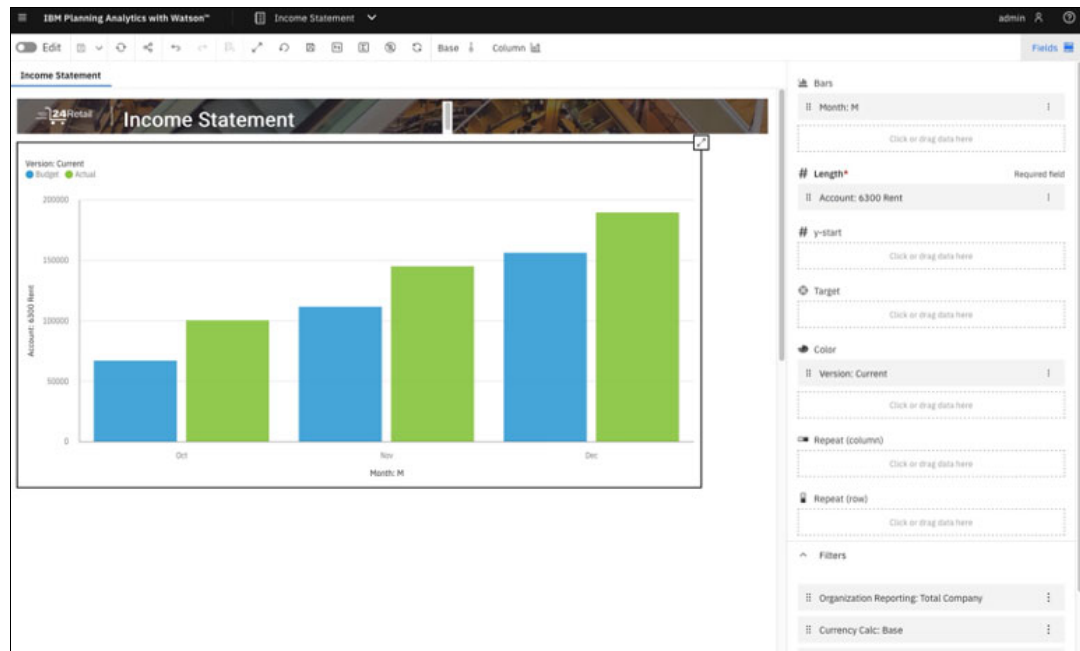 IBM Planning Analytics with Watson™
Income Statement
admin
Edit
Base
Column
Fields
Income Statement
24Retail
Income Statement
Version: Current
Budget Actual
200000
150000
100000
50000
0
Account: 6300 Rent
Oct Nov Dec
Month: M
Bars
Month: M
Click or drag data here
# Length* Required field
Account: 6300 Rent
# y-start
Click or drag data here
Target
Click or drag data here
Color
Version: Current
Click or drag data here
Repeat (column)
Click or drag data here
Repeat (row)
Click or drag data here
Filters
Organization Reporting: Total Company
Currency Calc: Base